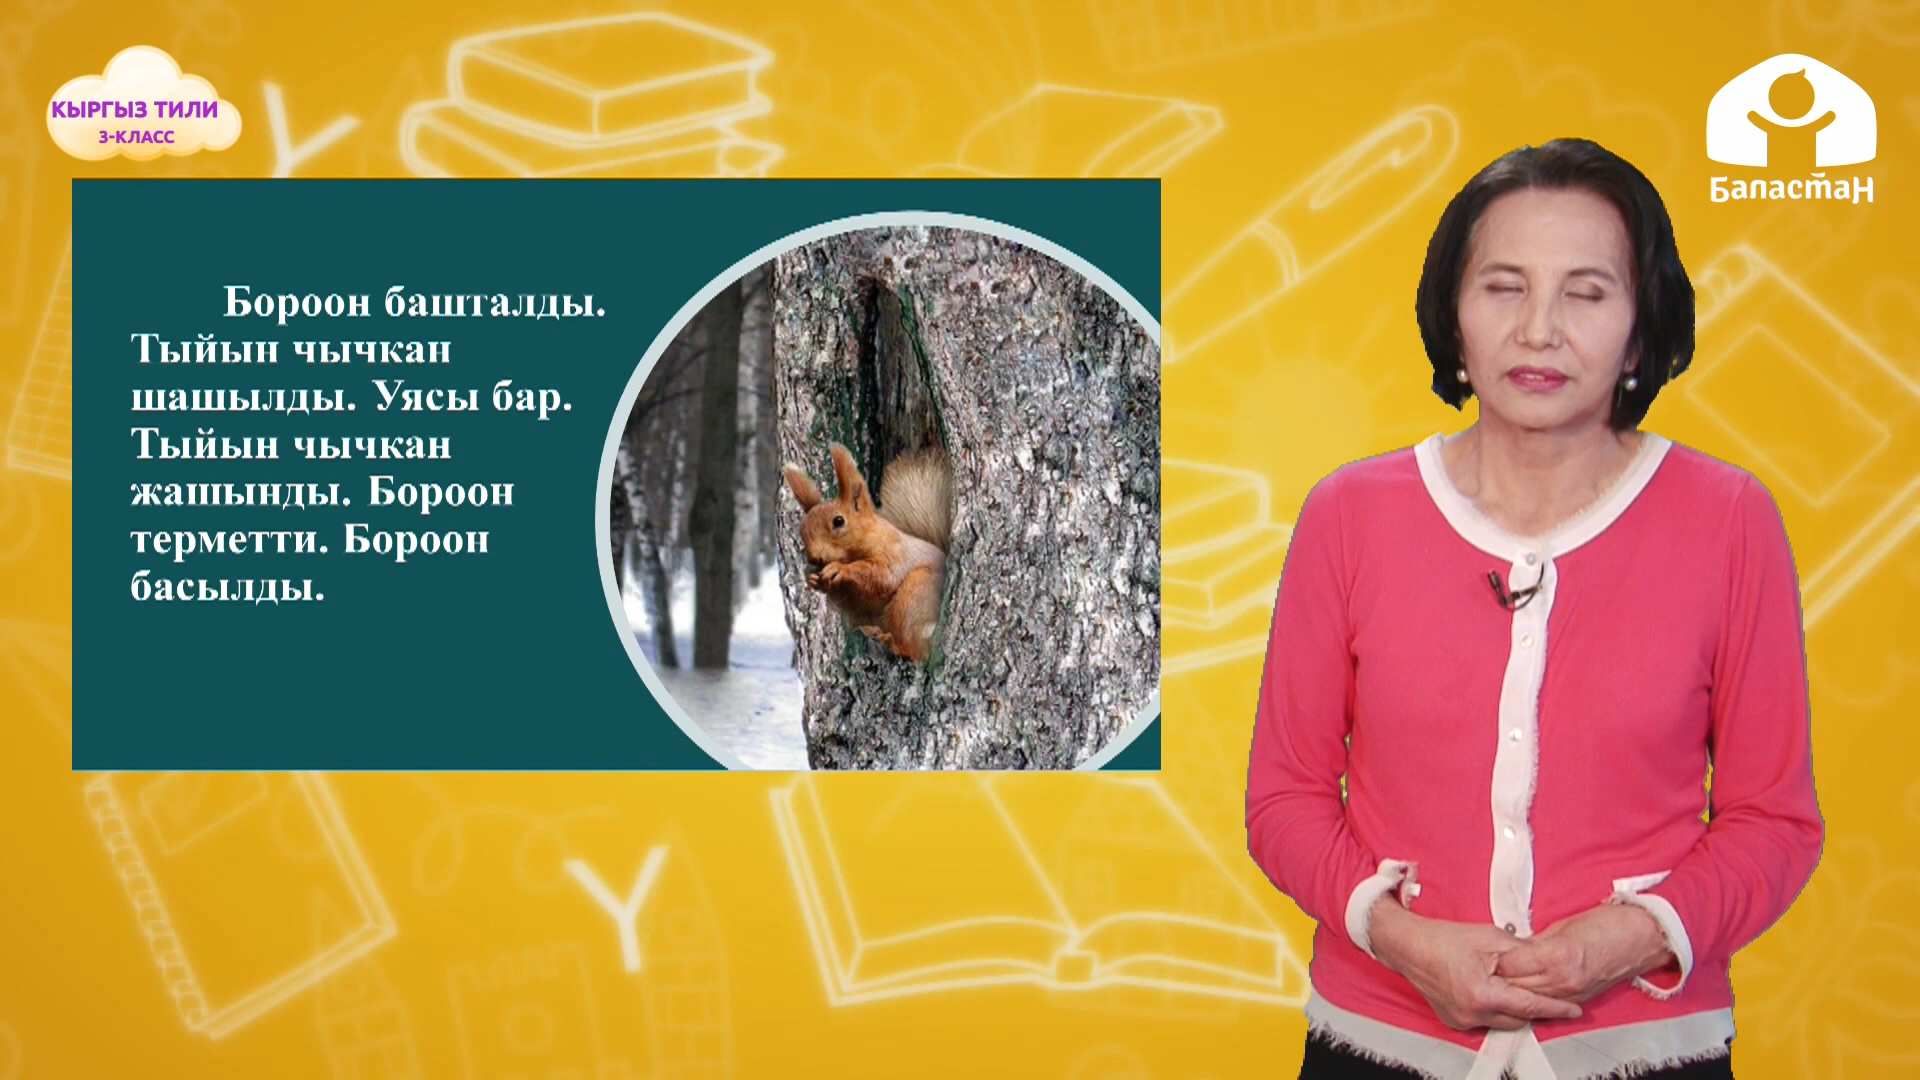 КЫРГЫЗ ТИЛИ
3-КЛАСС
Баластан
Бороон башталды.
Тыйын чычкан
шашылды. Уясы бар.
Тыйын чычкан
жашынды. Бороон
терметти. Бороон
басылды.
Y
Y